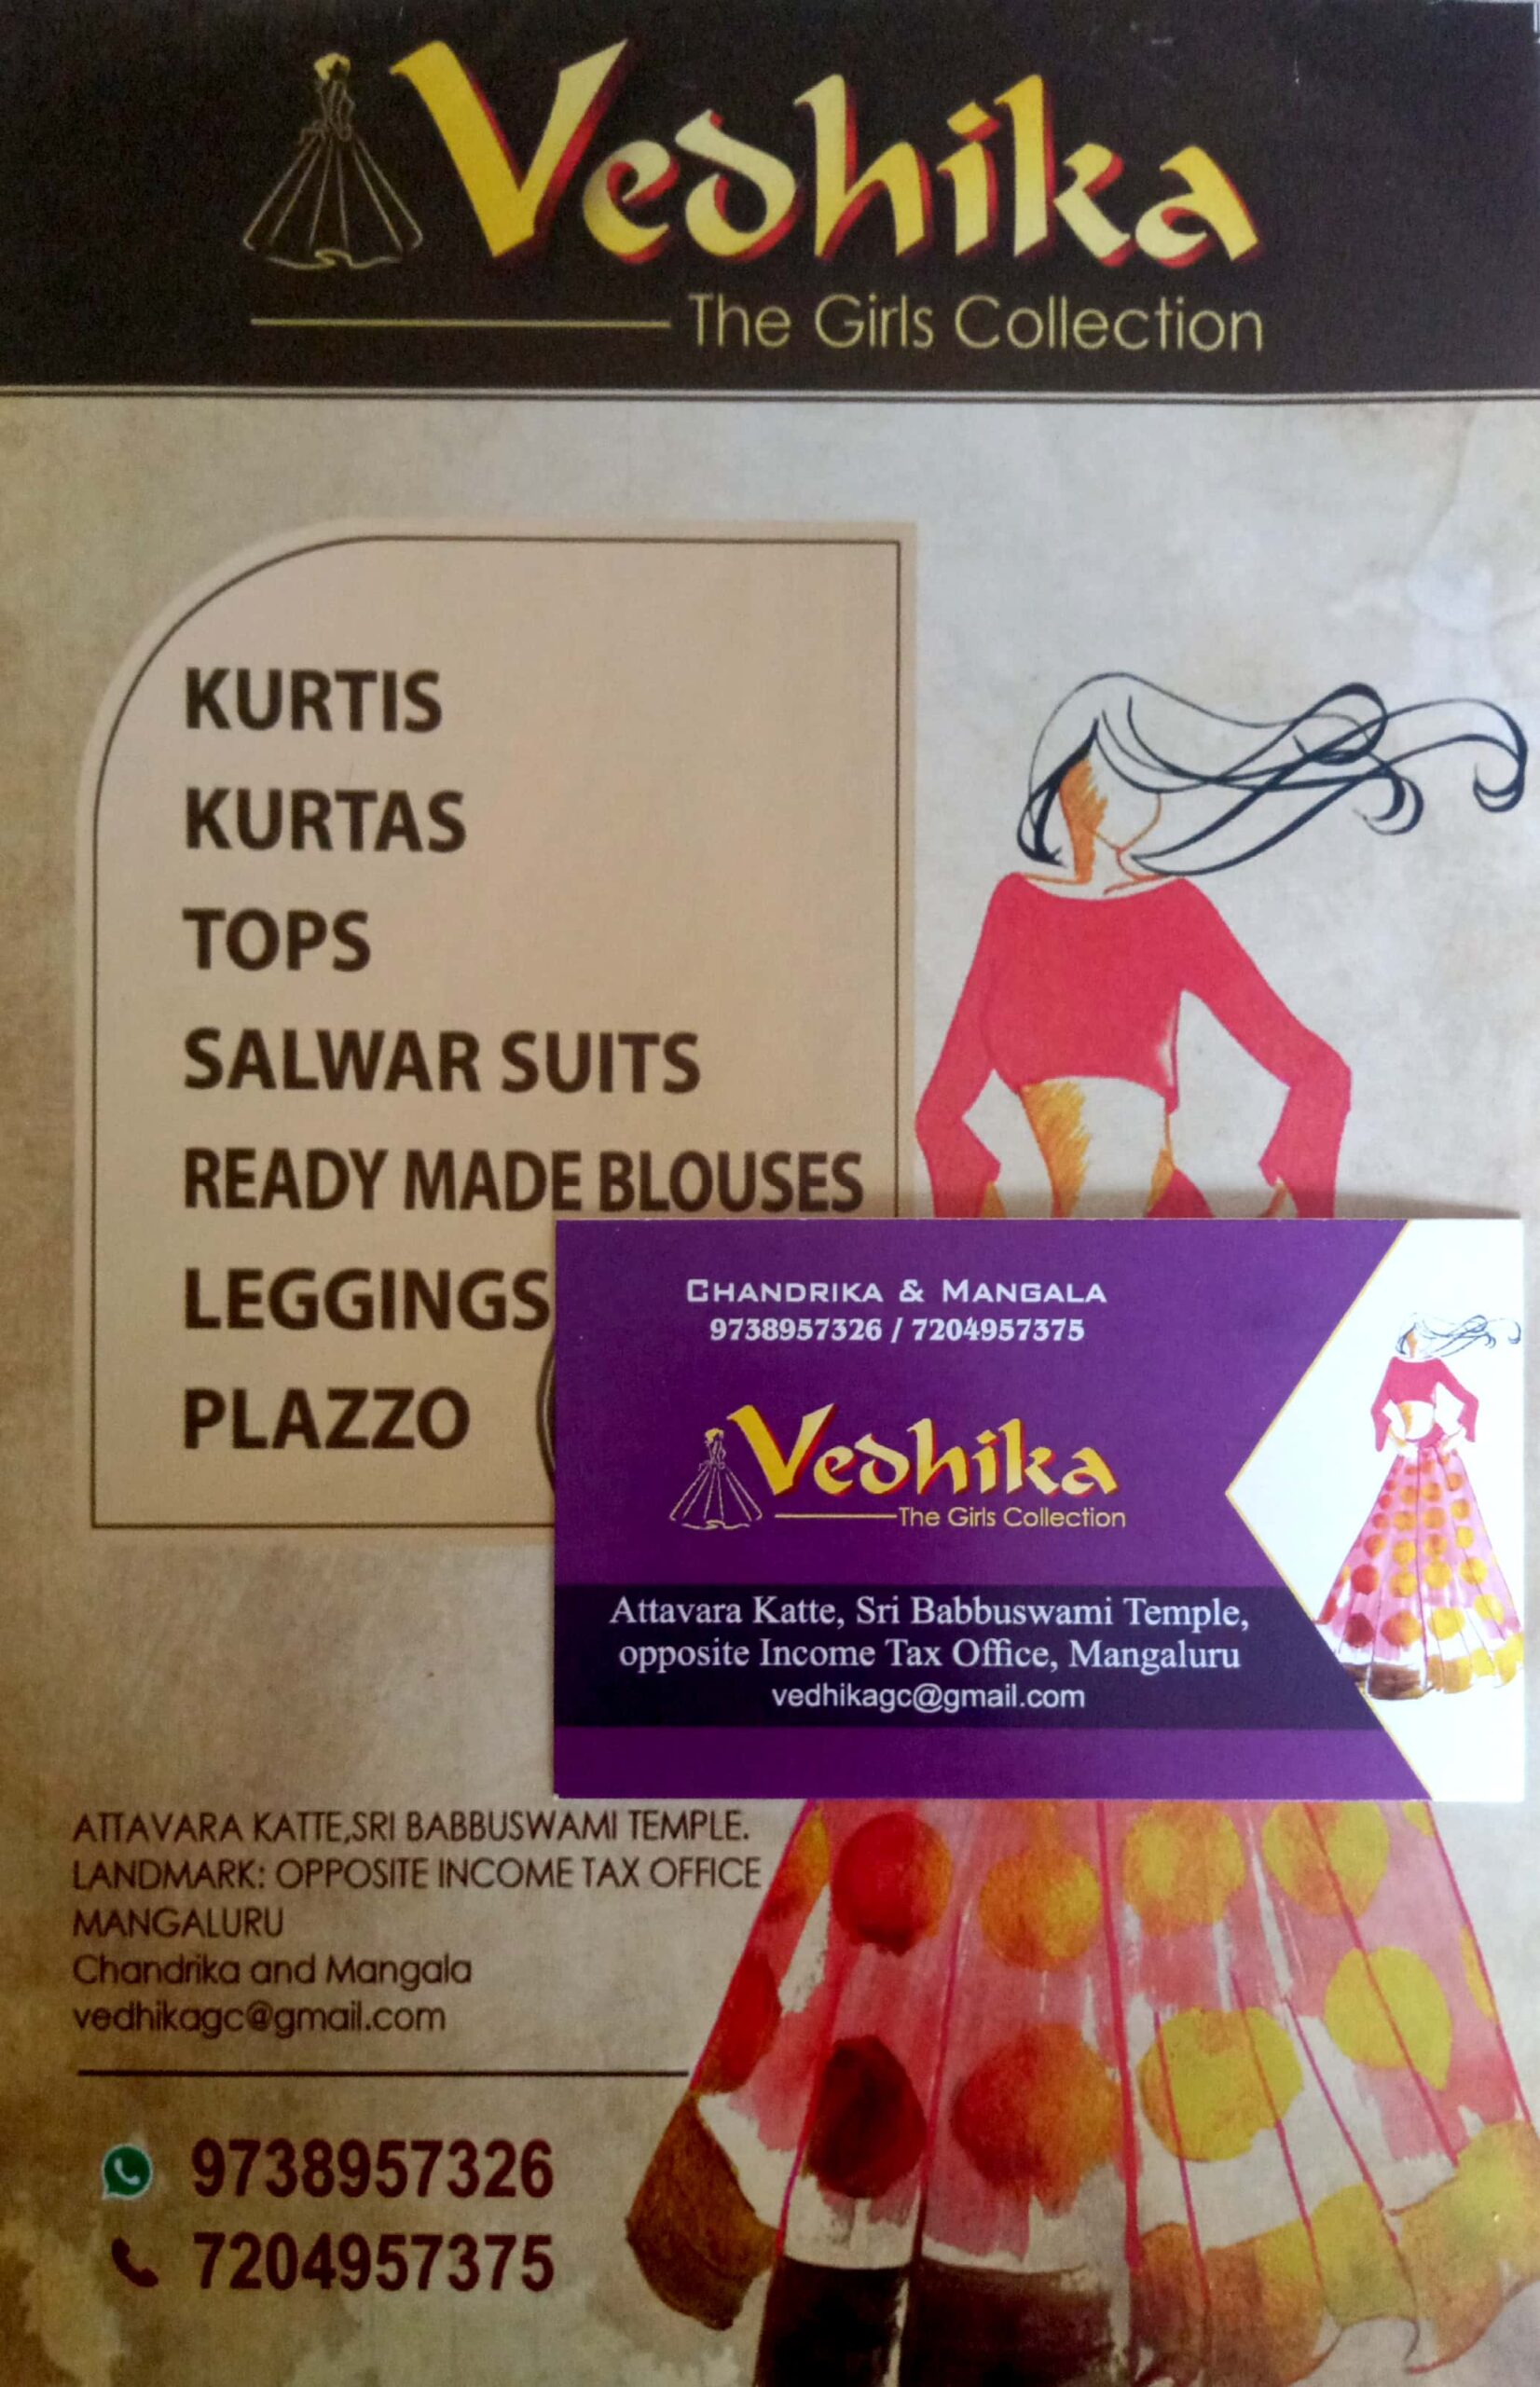 Vedhika
The Girls Collection
KURTIS
KURTAS
TOPS
SALWAR SUITS
READY MADE BLOUSES
LEGGINGS
PLAZZO
CHANDRIKA & MANGALA
9738957326 / 7204957375
Vedhika
The Girls Collection
Attavara Katte, Sri Babbuswami Temple,
opposite Income Tax Office, Mangaluru
vedhikagc@gmail.com
ATTAVARA KATTE,SRI BABBUSWAMI TEMPLE.
LANDMARK: OPPOSITE INCOME TAX OFFICE
MANGALURU
Chandrika and Mangala
vedhikagc@gmail.com
9738957326
7204957375